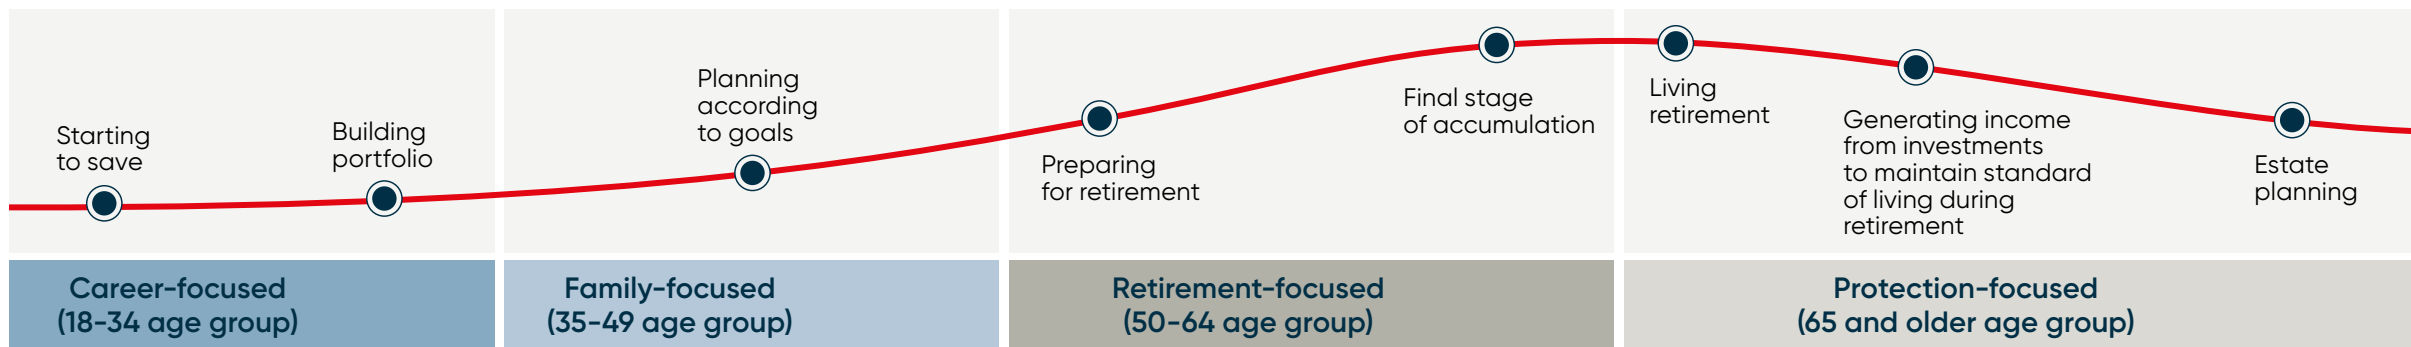 Starting
to save
Building
portfolio
Planning
according
to goals
Preparing
for retirement
Final stage
of accumulation
Living
retirement
Generating income
from investments
to maintain standard
of living during
retirement
Estate
planning
Career-focused
(18-34 age group)
Family-focused
(35-49 age group)
Retirement-focused
(50-64 age group)
Protection-focused
(65 and older age group)